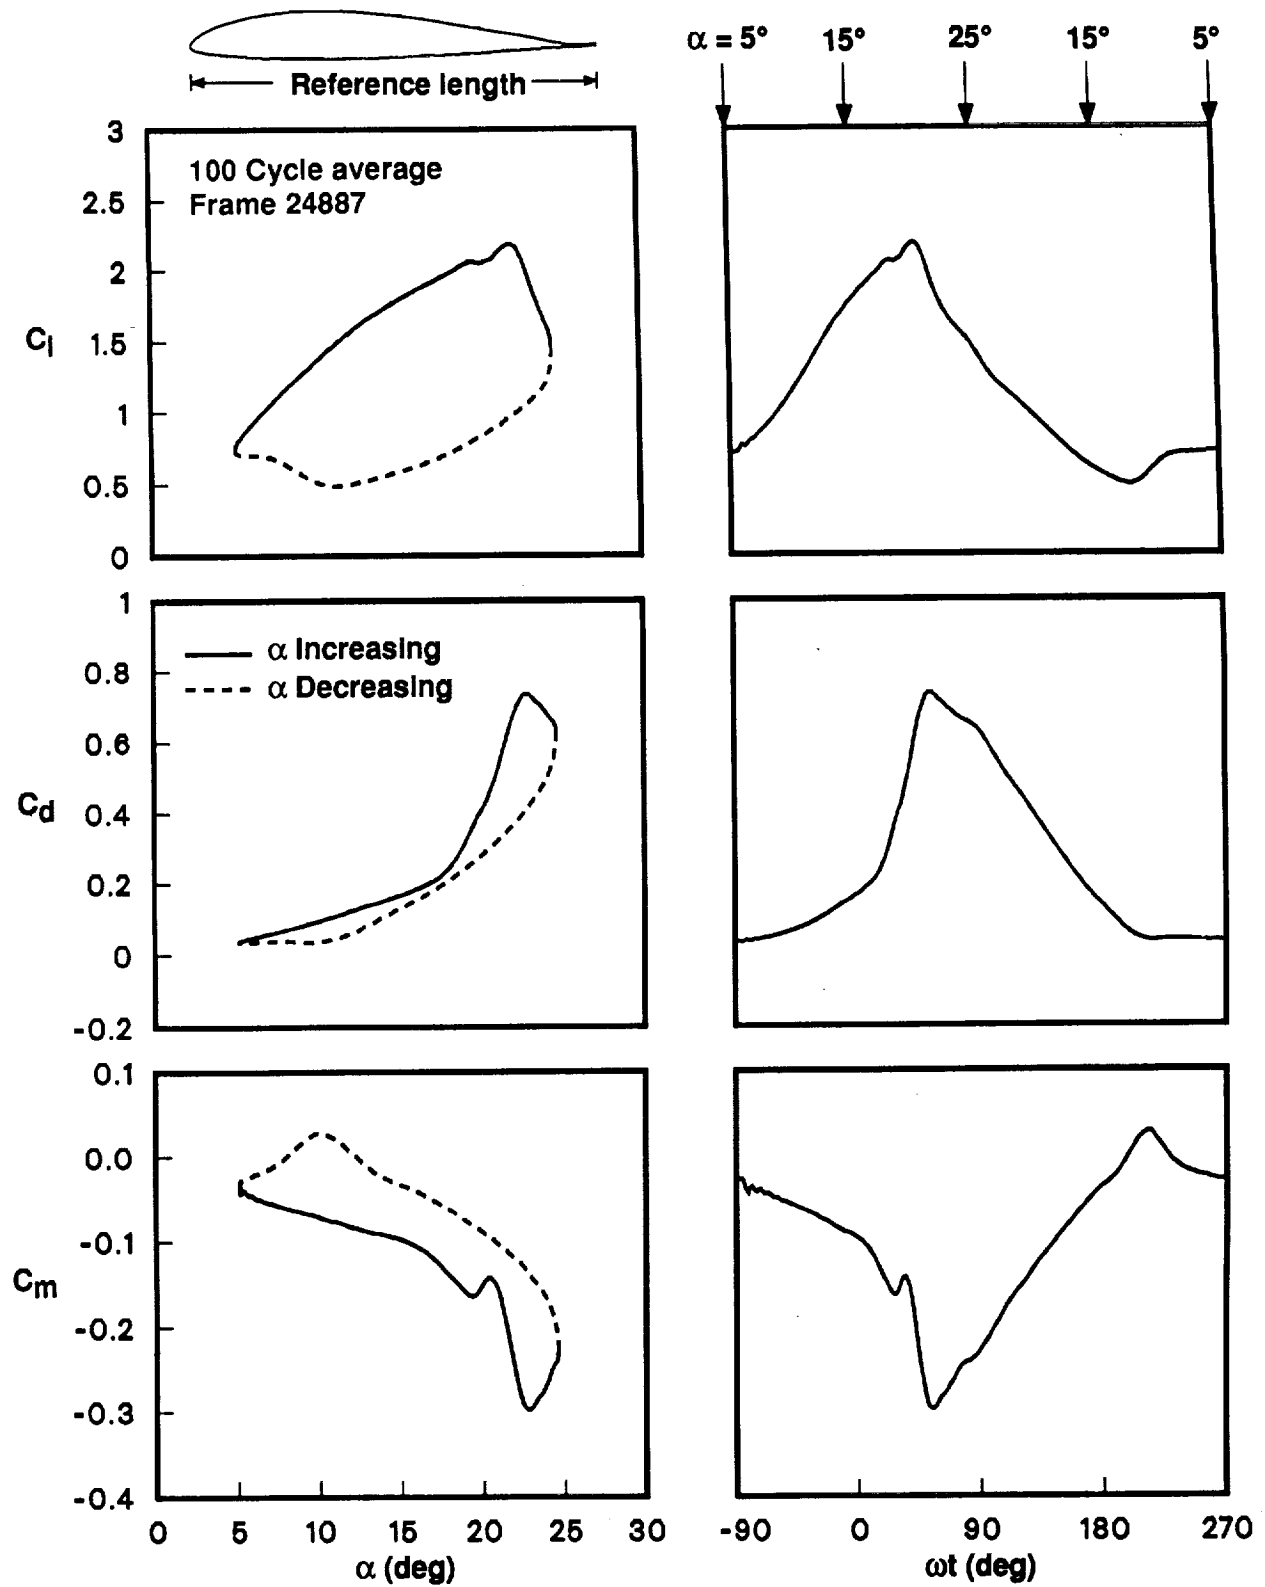 α = 5° 15° 25° 15° 5°
Reference length
3
100 Cycle average
2.5
Frame 24887
2
C_l
1.5
1
0.5
0
1
α Increasing
0.8
α Decreasing
0.6
C_d
0.4
0.2
0
-0.2
0.1
0.0
-0.1
C_m
-0.2
-0.3
-0.4
0 5 10 15 20 25 30
α (deg)
-90 0 90 180 270
ωt (deg)